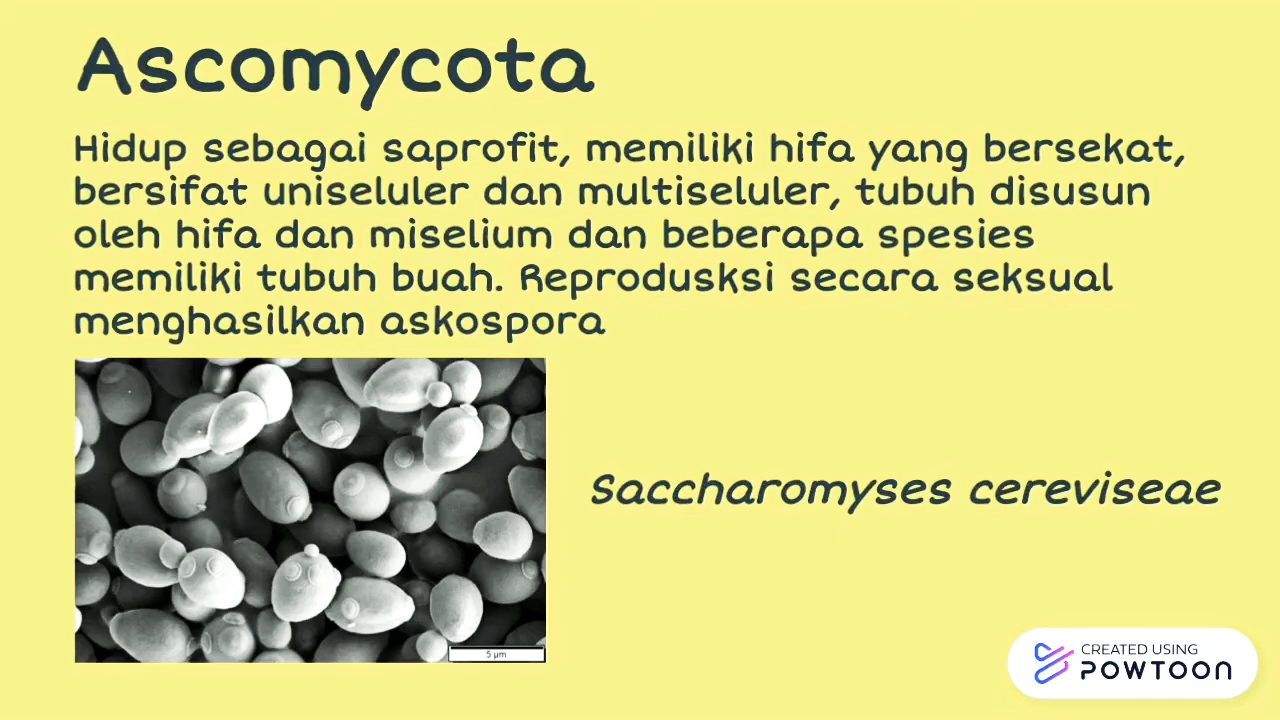 Ascomycota
Hidup sebagai saprofit, memiliki hifa yang bersekat,
bersifat uniseluler dan multiseluler, tubuh disusun
oleh hifa dan miselium dan beberapa spesies
memiliki tubuh buah. Reprodusksi secara seksual
menghasilkan askospora
Saccharomyses cereviseae
5 µm
CREATED USING
POWTOON